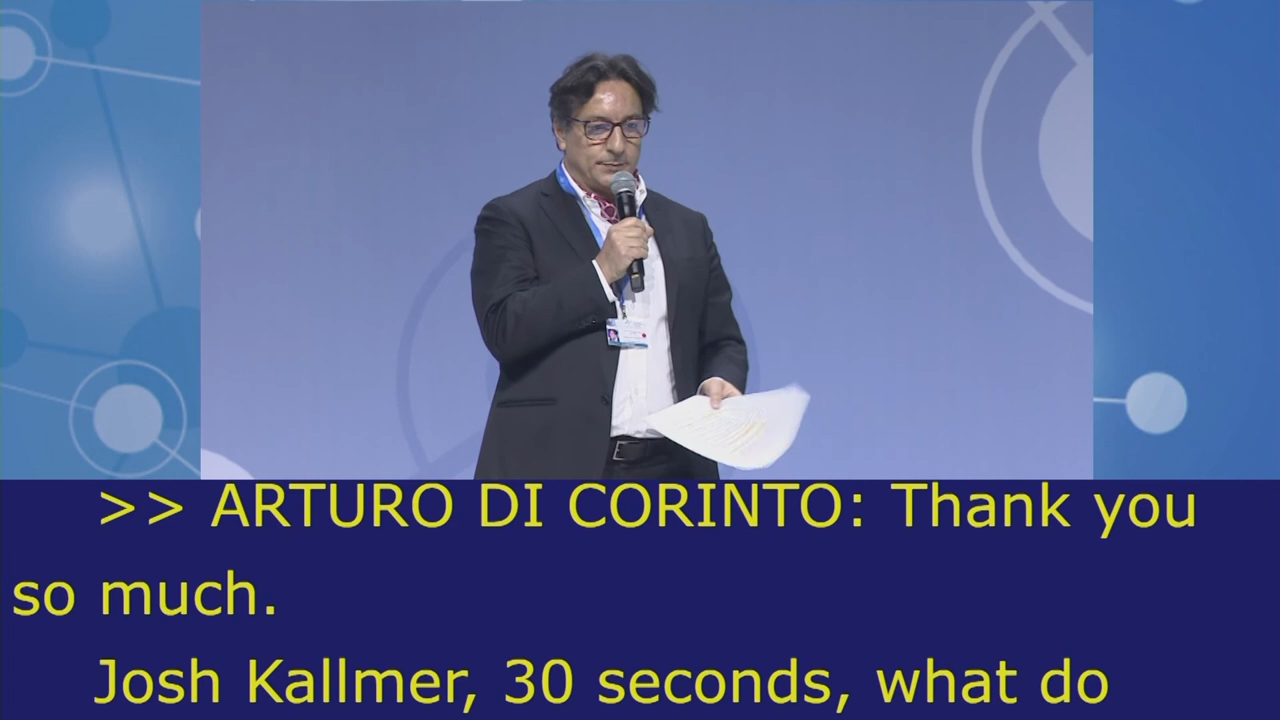 >> ARTURO DI CORINTO: Thank you
so much.
Josh Kallmer, 30 seconds, what do